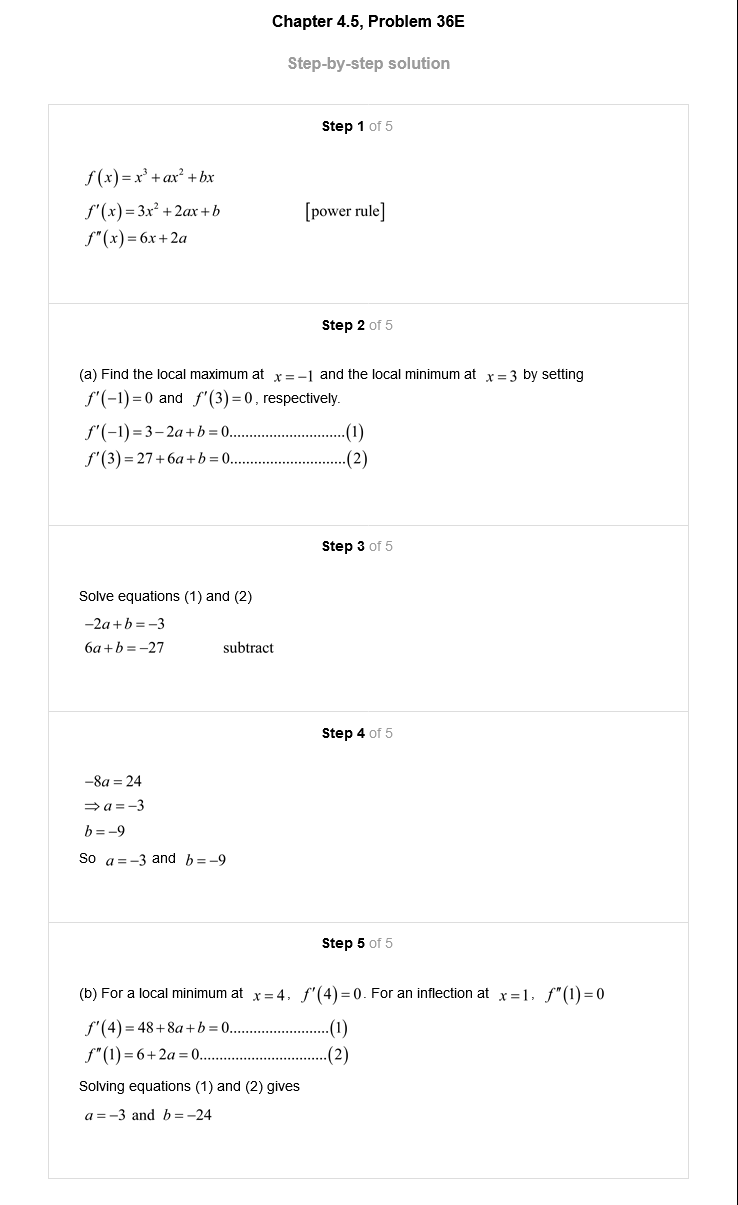 Chapter 4.5, Problem 36E
Step-by-step solution
Step 1 of 5
f(x)=x³+ax²+bx
f′(x)=3x²+2ax+b [power rule]
f″(x)=6x+2a
Step 2 of 5
(a) Find the local maximum at x=−1 and the local minimum at x=3 by setting
f′(−1)=0 and f′(3)=0, respectively.
f′(−1)=3−2a+b=0.............................(1)
f′(3)=27+6a+b=0.............................(2)
Step 3 of 5
Solve equations (1) and (2)
−2a+b=−3
6a+b=−27 subtract
Step 4 of 5
−8a=24
⇒a=−3
b=−9
So a=−3 and b=−9
Step 5 of 5
(b) For a local minimum at x=4, f′(4)=0. For an inflection at x=1, f″(1)=0
f′(4)=48+8a+b=0.........................(1)
f″(1)=6+2a=0................................(2)
Solving equations (1) and (2) gives
a=−3 and b=−24